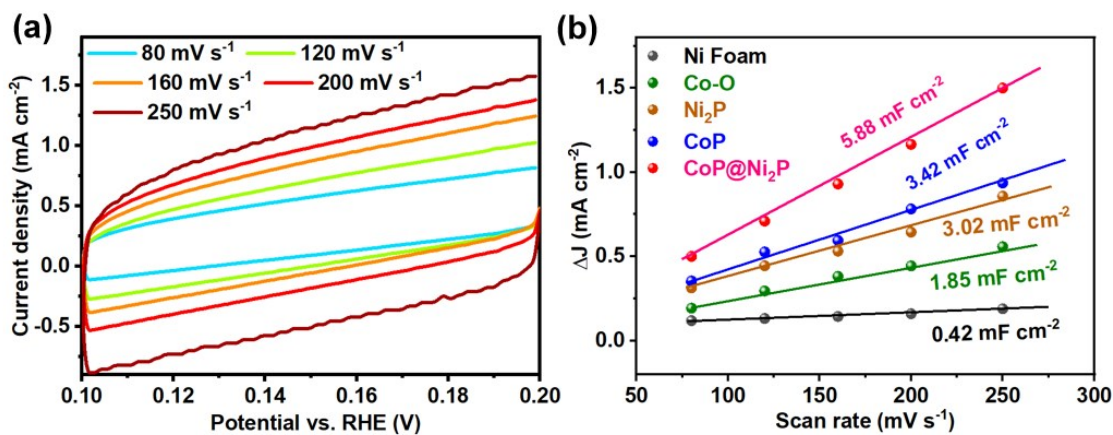 (a)
80 mV s⁻¹ 120 mV s⁻¹
160 mV s⁻¹ 200 mV s⁻¹
250 mV s⁻¹
1.5
1.0
0.5
0.0
-0.5
Current density (mA cm⁻²)
0.10 0.12 0.14 0.16 0.18 0.20
Potential vs. RHE (V)
(b)
Ni Foam
Co-O
Ni₂P
CoP
CoP@Ni₂P
5.88 mF cm⁻²
3.42 mF cm⁻²
3.02 mF cm⁻²
1.85 mF cm⁻²
0.42 mF cm⁻²
1.5
1.0
0.5
0.0
ΔJ (mA cm⁻²)
50 100 150 200 250 300
Scan rate (mV s⁻¹)